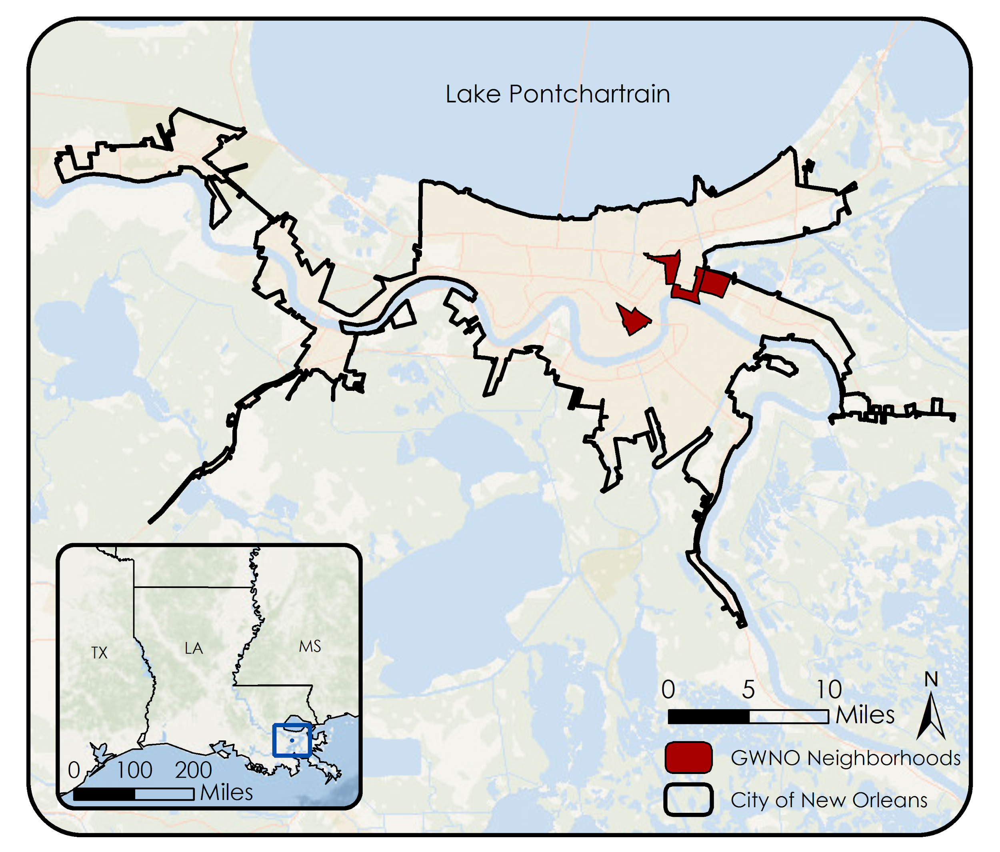 Lake Pontchartrain
TX
LA
MS
0 100 200
Miles
0 5 10
Miles
N
GWNO Neighborhoods
City of New Orleans